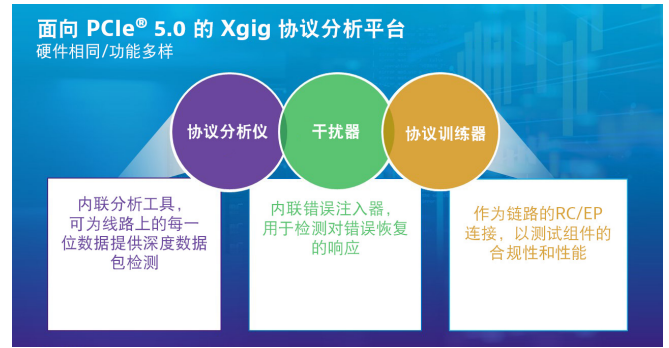 面向 PCIe® 5.0 的 Xgig 协议分析平台
硬件相同/功能多样
协议分析仪
干扰器
协议训练器
内联分析工具，
可为线路上的每一
位数据提供深度数据
包检测
内联错误注入器，
用于检测对错误恢复
的响应
作为链路的RC/EP
连接，以测试组件的
合规性和性能